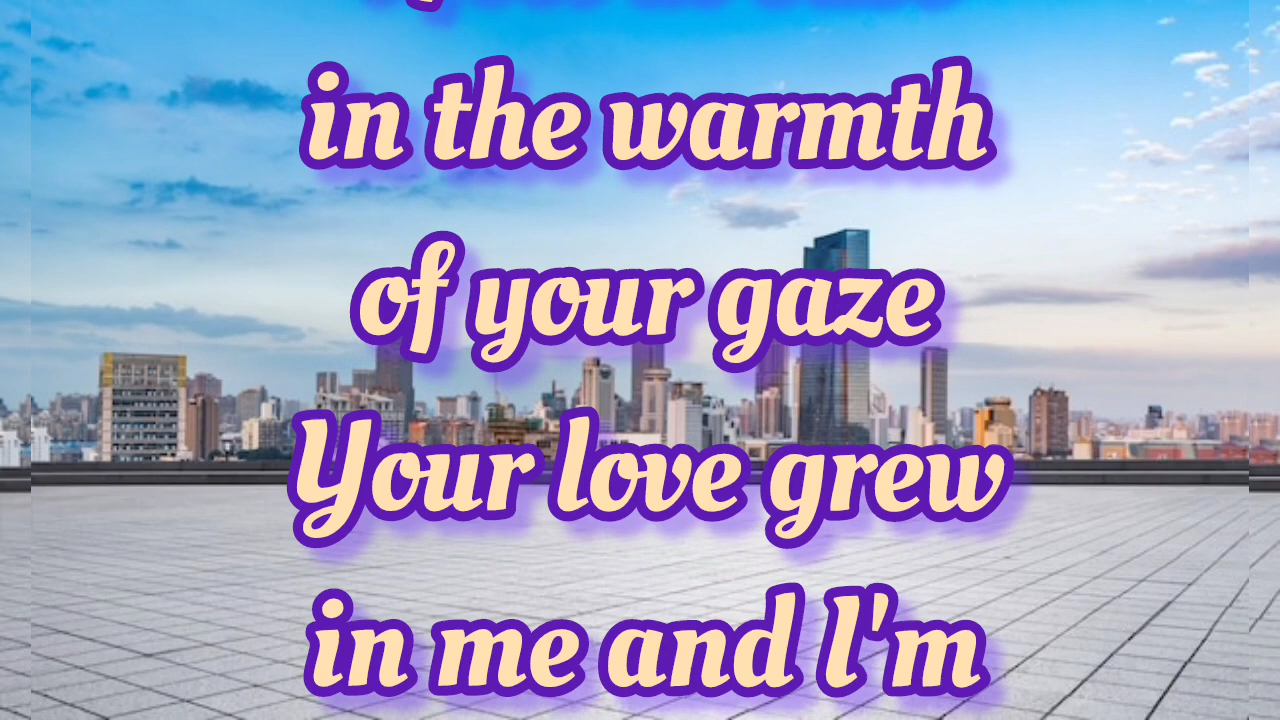 in the warmth
of your gaze
Your love grew
in me and I'm